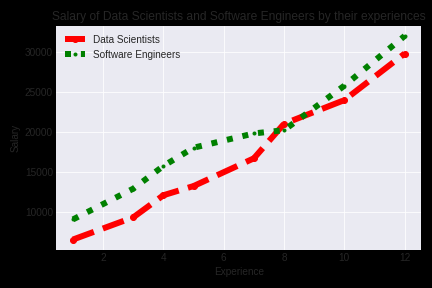 Salary of Data Scientists and Software Engineers by their experiences
Data Scientists
Software Engineers
30000
25000
20000
15000
10000
Salary
2 4 6 8 10 12
Experience